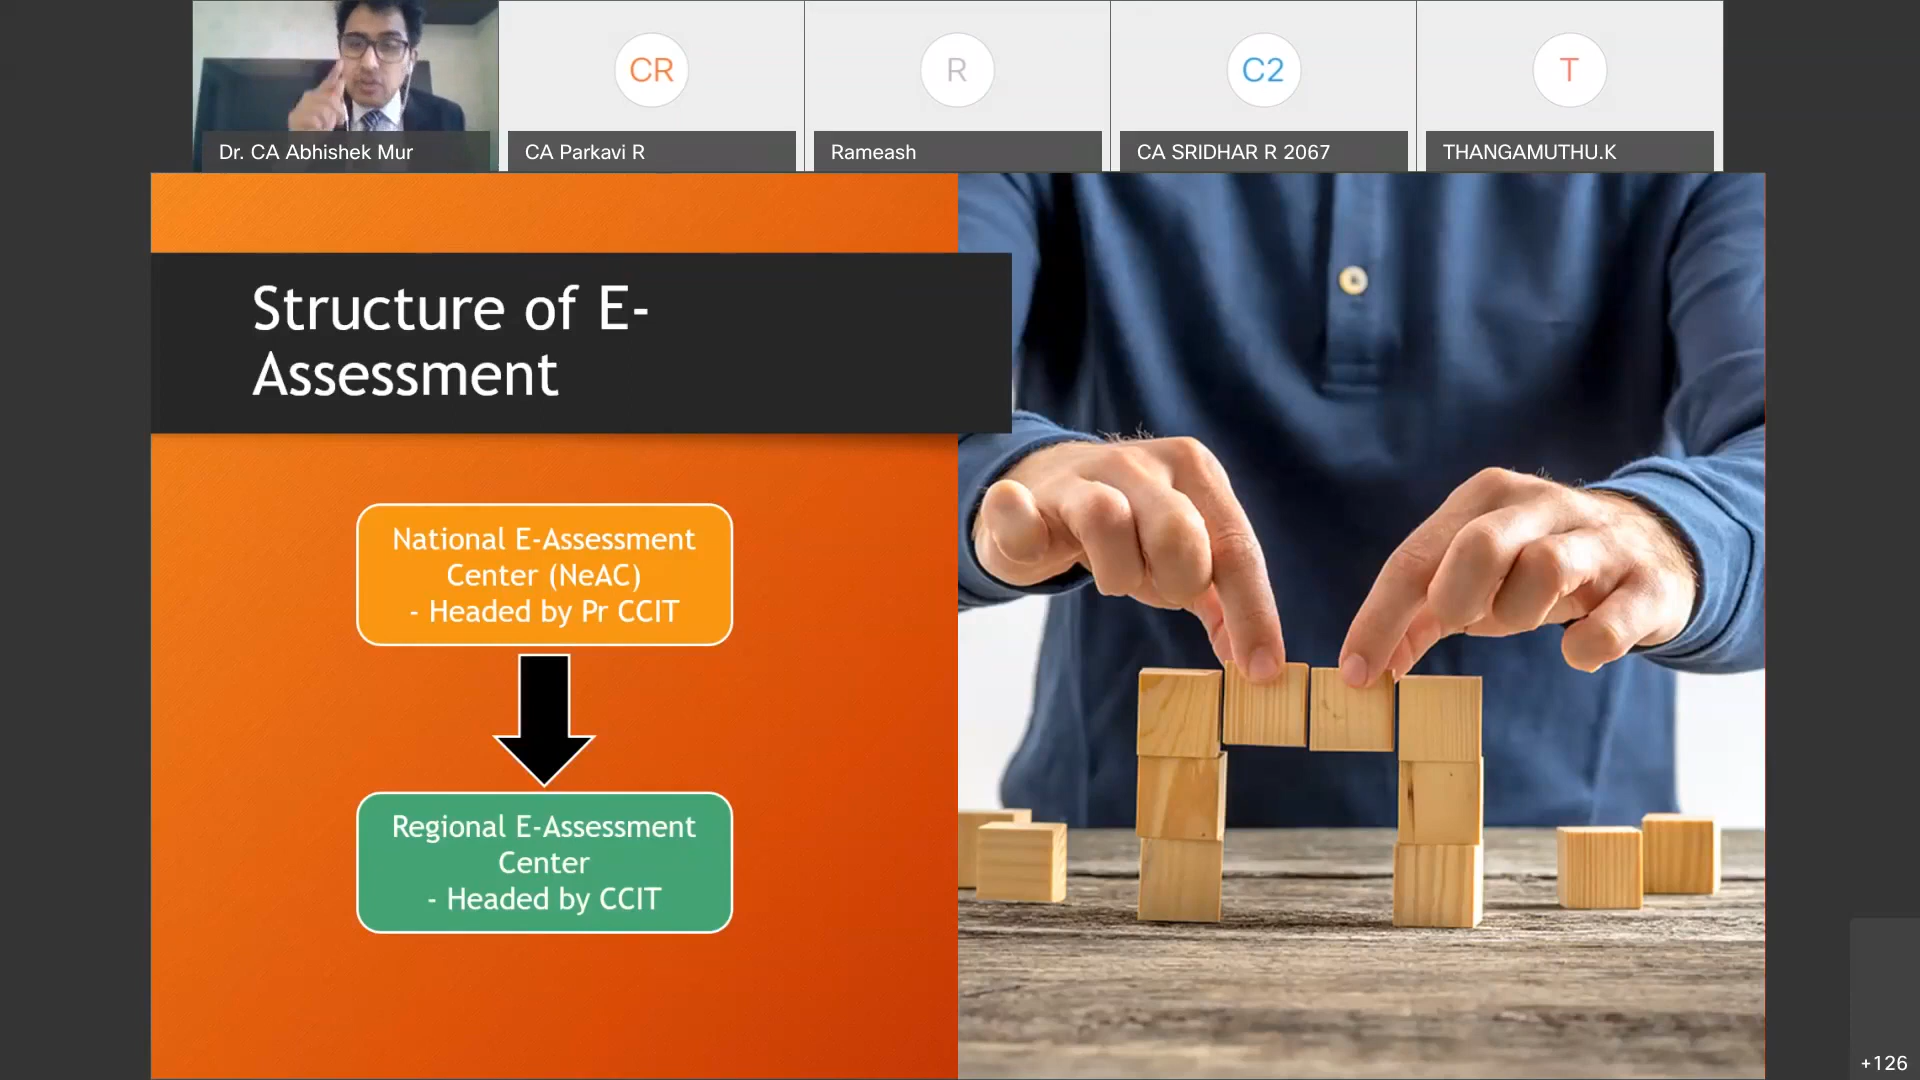 CR
R
C2
T
Dr. CA Abhishek Mur
CA Parkavi R
Rameash
CA SRIDHAR R 2067
THANGAMUTHU.K
Structure of E-
Assessment
National E-Assessment
Center (NeAC)
- Headed by Pr CCIT
Regional E-Assessment
Center
- Headed by CCIT
+126